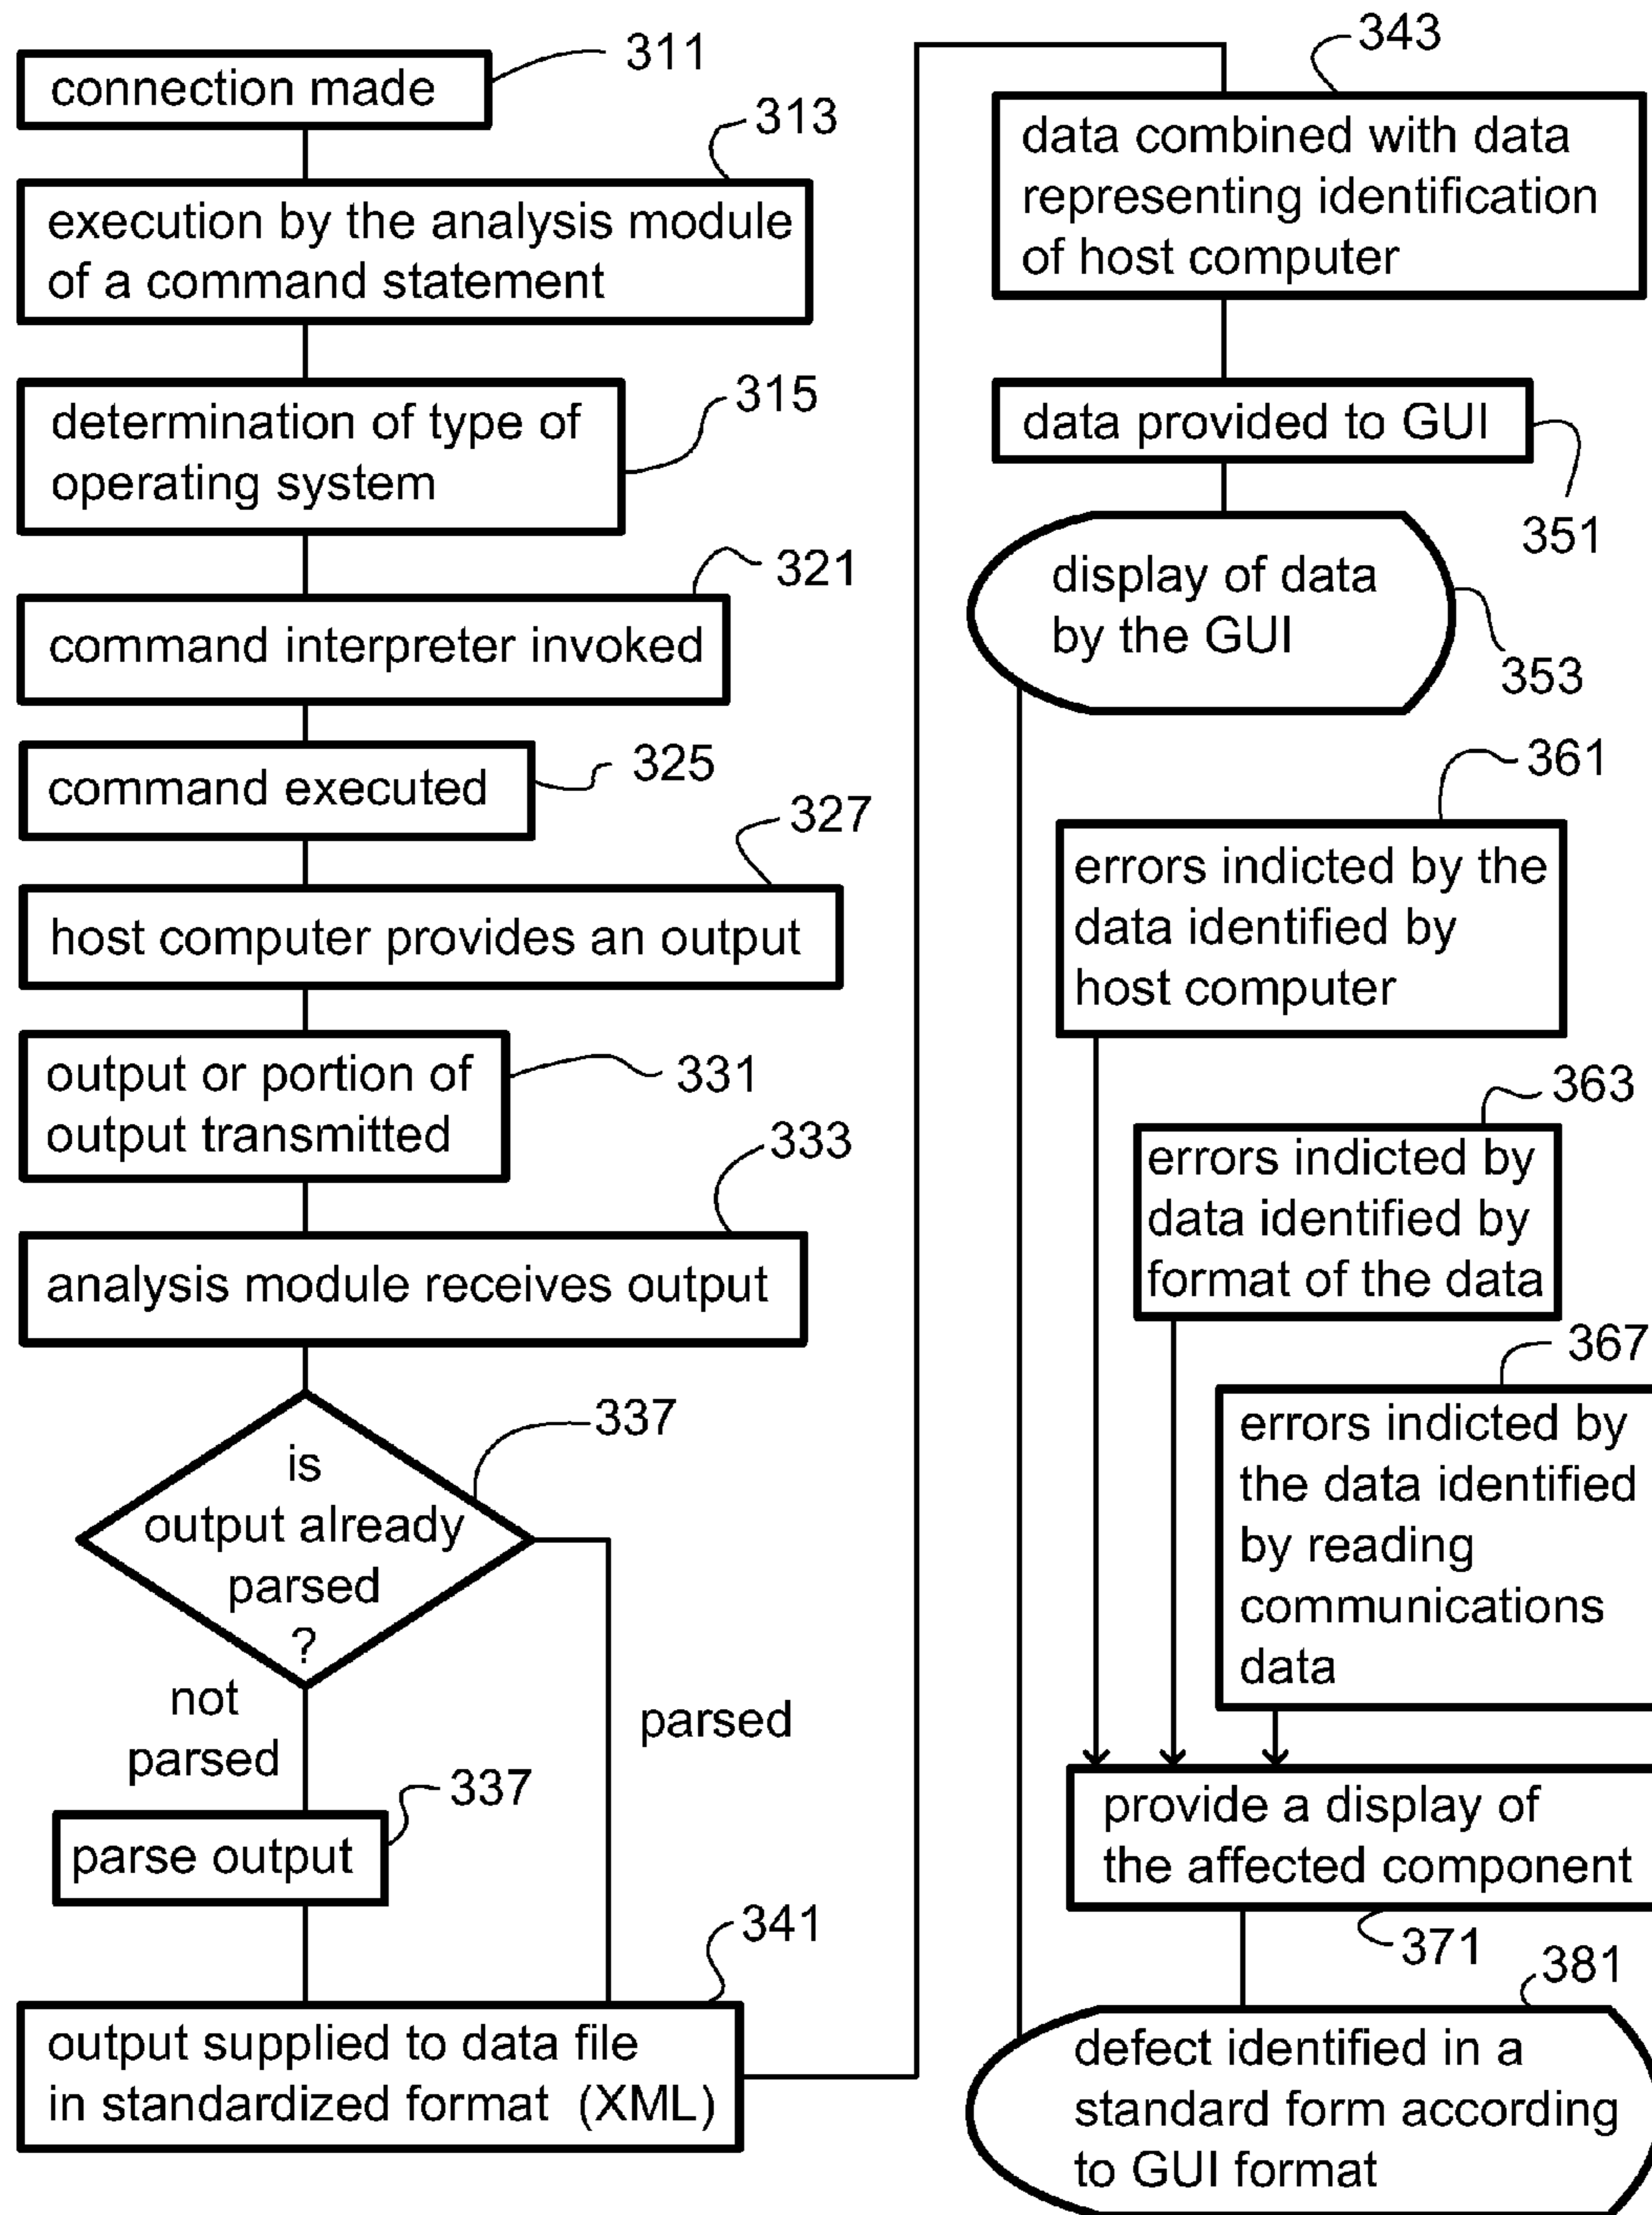 311
connection made
313
execution by the analysis module
of a command statement
315
determination of type of
operating system
321
command interpreter invoked
325
command executed
327
host computer provides an output
331
output or portion of
output transmitted
333
analysis module receives output
337
is
output already
parsed
?
not
parsed
parsed
337
parse output
341
output supplied to data file
in standardized format (XML)
343
data combined with data
representing identification
of host computer
data provided to GUI
351
display of data
by the GUI
353
361
errors indicted by the
data identified by
host computer
363
errors indicted by
data identified by
format of the data
367
errors indicted by
the data identified
by reading
communications
data
provide a display of
the affected component
371
381
defect identified in a
standard form according
to GUI format